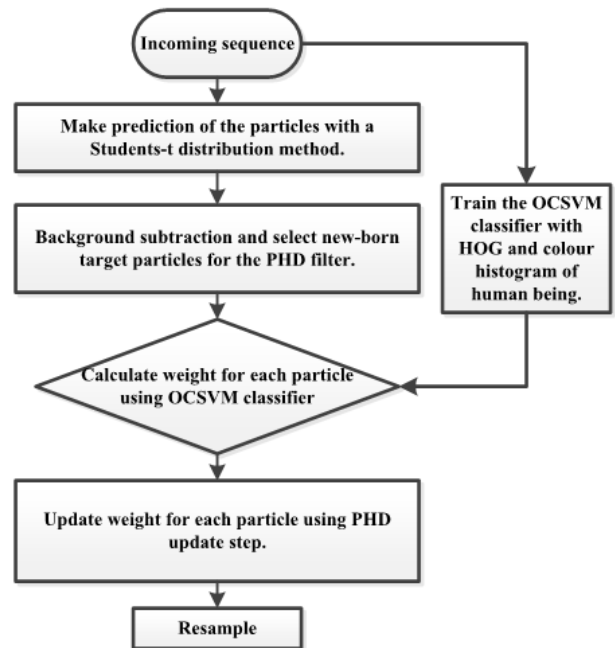 Incoming sequence
Make prediction of the particles with a
Students-t distribution method.
Background subtraction and select new-born
target particles for the PHD filter.
Train the OCSVM
classifier with
HOG and colour
histogram of
human being.
Calculate weight for each particle
using OCSVM classifier
Update weight for each particle using PHD
update step.
Resample